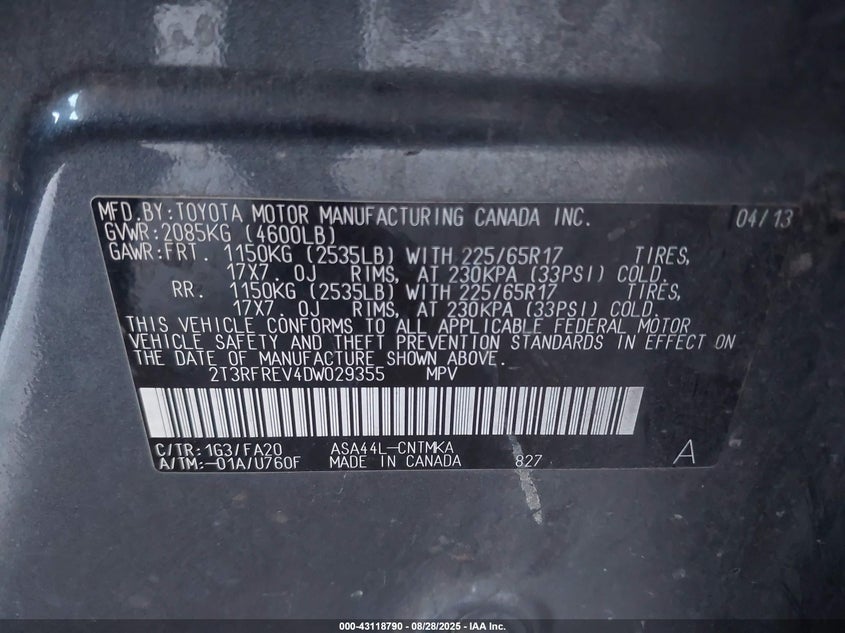 MFD.BY:TOYOTA MOTOR MANUFACTURING CANADA INC. 04/13
GVWR:2085KG (4600LB)
GAWR:FRT. 1150KG (2535LB) WITH 225/65R17 TIRES,
17X7. 0J RIMS, AT 230KPA (33PSI) COLD.
RR. 1150KG (2535LB) WITH 225/65R17 TIRES,
17X7. 0J RIMS, AT 230KPA (33PSI) COLD.
THIS VEHICLE CONFORMS TO ALL APPLICABLE FEDERAL MOTOR
VEHICLE SAFETY AND THEFT PREVENTION STANDARDS IN EFFECT ON
THE DATE OF MANUFACTURE SHOWN ABOVE.
2T3RFREV4DW029355 MPV
C/TR:1G3/FA20 ASA44L-CNTMKA
A/TM:-01A/U760F MADE IN CANADA 827 A
000-43118790 - 08/28/2025 - IAA Inc.